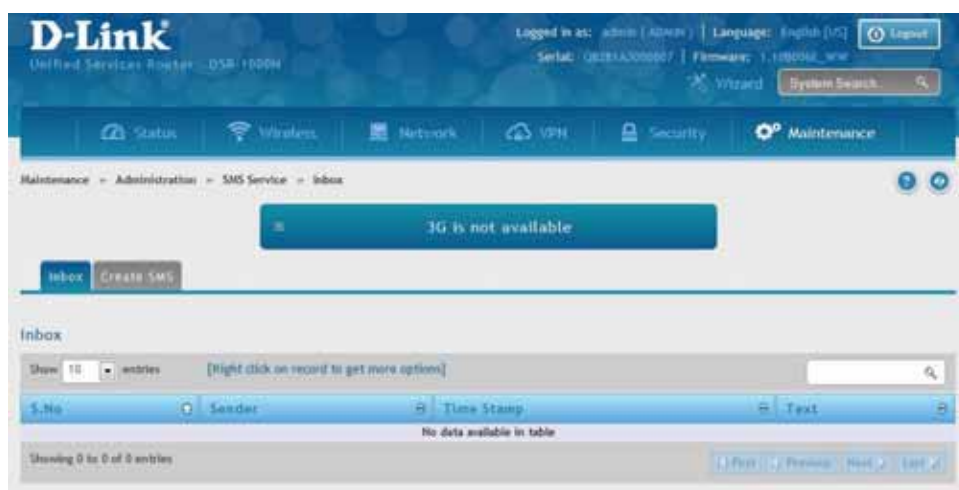 D-Link
Logged in as: admin ( ADMIN ) | Language: English [US]
Logout
Unified Services Router - DSR-1000N
Serial: | Firmware:
Wizard
System Search...
Status
Wireless
Network
VPN
Security
Maintenance
Maintenance » Administration » SMS Service » Inbox
3G is not available
Inbox
Create SMS
Inbox
Show 10 entries
[Right click on record to get more options]
S.No
Sender
Time Stamp
Text
No data available in table
Showing 0 to 0 of 0 entries
First
Previous
Next
Last